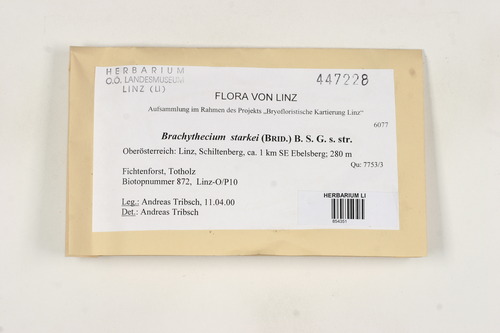 HERBARIUM
O.Ö. LANDESMUSEUM
LINZ (LI)
447228
FLORA VON LINZ
Aufsammlung im Rahmen des Projekts „Bryofloristische Kartierung Linz“
6077
Brachythecium starkei (BRID.) B. S. G. s. str.
Oberösterreich: Linz, Schiltenberg, ca. 1 km SE Ebelsberg; 280 m
Qu: 7753/3
Fichtenforst, Totholz
Biotopnummer 872, Linz-O/P10
Leg.: Andreas Tribsch, 11.04.00
Det.: Andreas Tribsch
HERBARIUM LI
854351